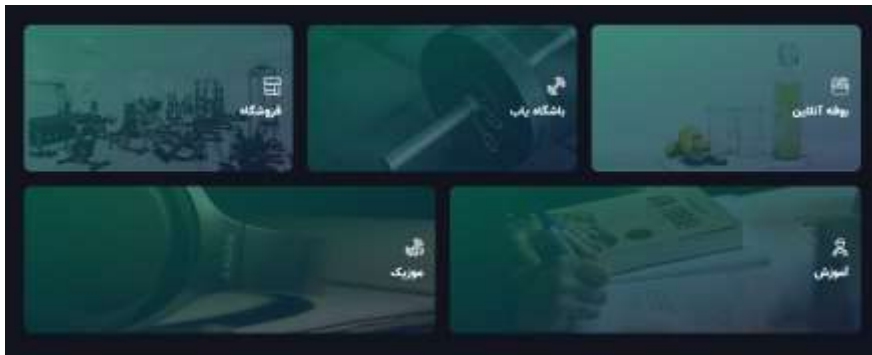 بوفه آنلاین
باشگاه یاب
فروشگاه
آموزش
موزیک